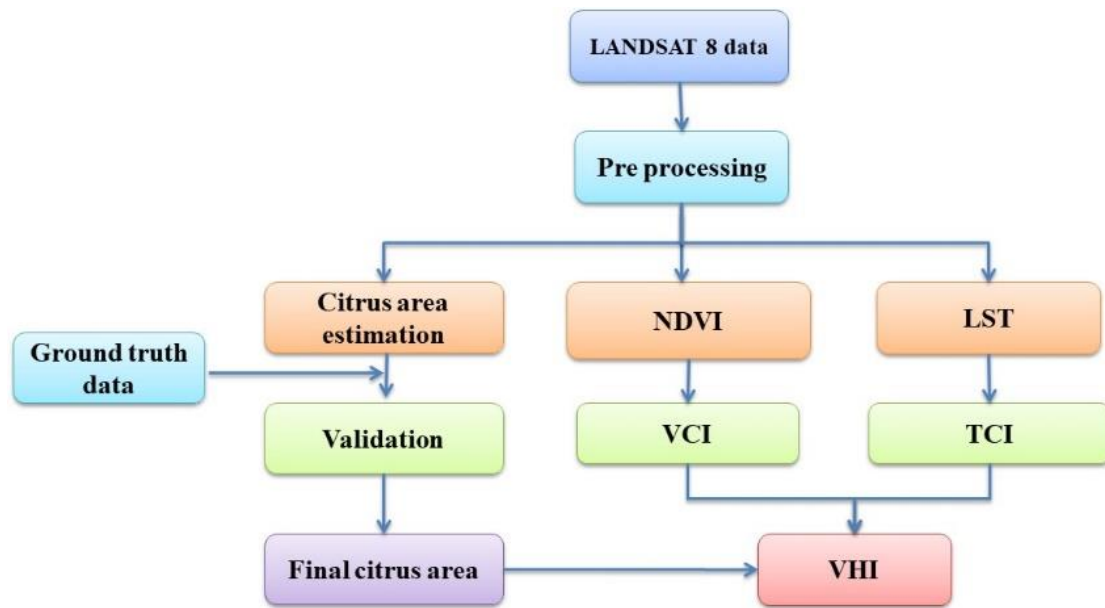 LANDSAT 8 data
Pre processing
Citrus area
estimation
NDVI
LST
Ground truth
data
Validation
VCI
TCI
Final citrus area
VHI